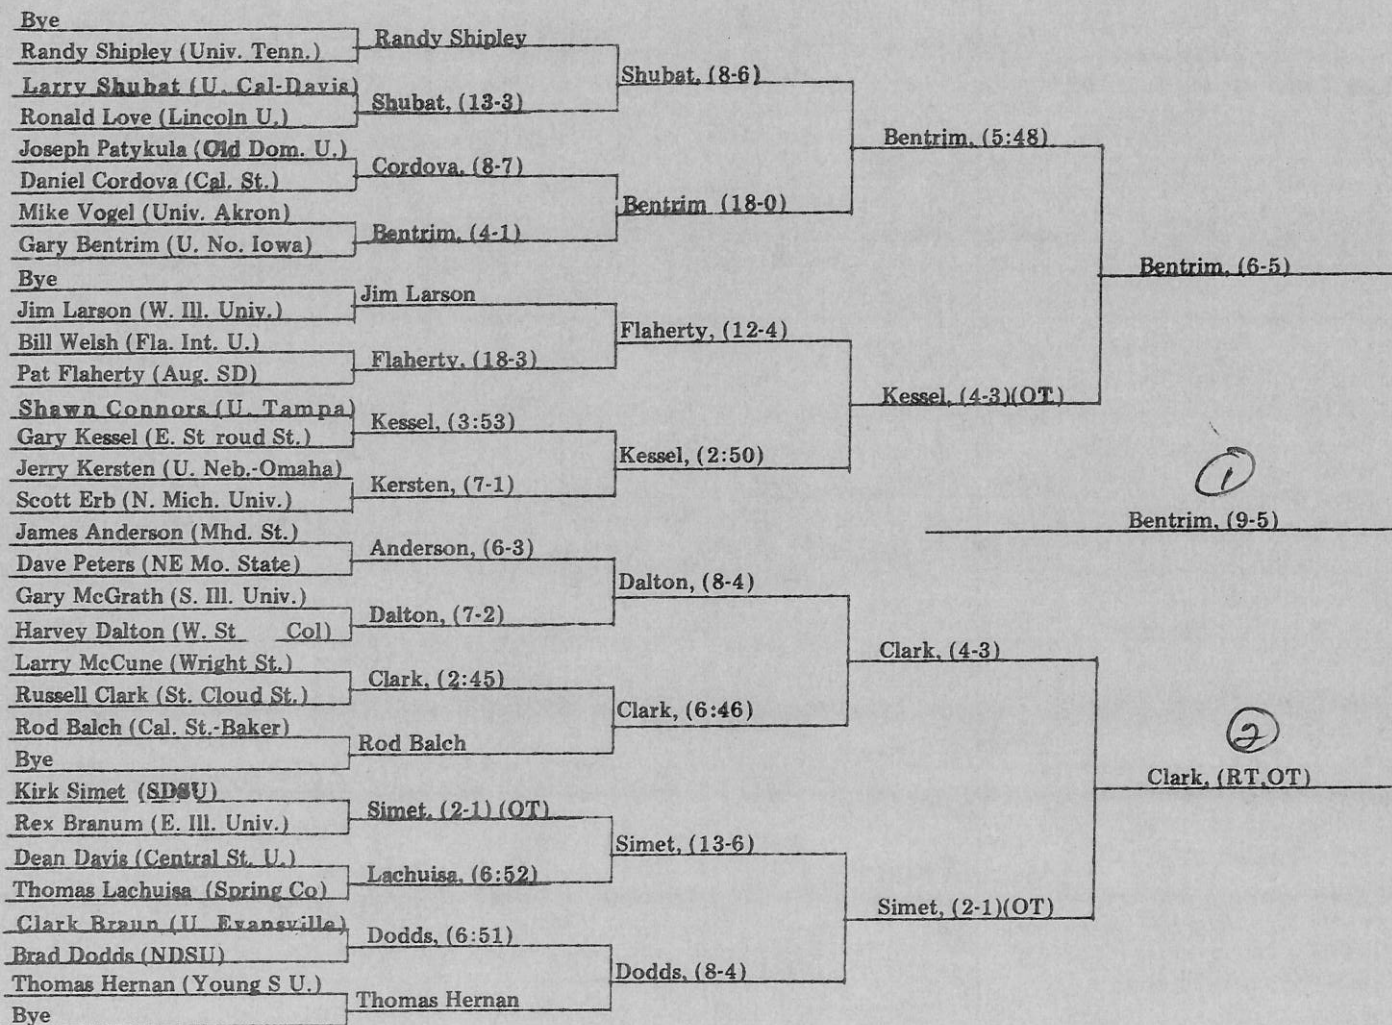 Bye
Randy Shipley (Univ. Tenn.)
Larry Shubat (U. Cal-Davis)
Ronald Love (Lincoln U.)
Joseph Patykula (Old Dom. U.)
Daniel Cordova (Cal. St.)
Mike Vogel (Univ. Akron)
Gary Bentrim (U. No. Iowa)
Bye
Jim Larson (W. Ill. Univ.)
Bill Welsh (Fla. Int. U.)
Pat Flaherty (Aug. SD)
Shawn Connors (U. Tampa)
Gary Kessel (E. St roud St.)
Jerry Kersten (U. Neb.-Omaha)
Scott Erb (N. Mich. Univ.)
James Anderson (Mhd. St.)
Dave Peters (NE Mo. State)
Gary McGrath (S. Ill. Univ.)
Harvey Dalton (W. St Col)
Larry McCune (Wright St.)
Russell Clark (St. Cloud St.)
Rod Balch (Cal. St.-Baker)
Bye
Kirk Simet (SDSU)
Rex Branum (E. Ill. Univ.)
Dean Davis (Central St. U.)
Thomas Lachuisa (Spring Co)
Clark Braun (U. Evansville)
Brad Dodds (NDSU)
Thomas Hernan (Young S U.)
Bye
Randy Shipley
Shubat, (13-3)
Cordova, (8-7)
Bentrim, (4-1)
Jim Larson
Flaherty, (18-3)
Kessel, (3:53)
Kersten, (7-1)
Anderson, (6-3)
Dalton, (7-2)
Clark, (2:45)
Rod Balch
Simet, (2-1) (OT)
Lachuisa, (6:52)
Dodds, (6:51)
Thomas Hernan
Shubat, (8-6)
Bentrim (18-0)
Flaherty, (12-4)
Kessel, (2:50)
Dalton, (8-4)
Clark, (6:46)
Simet, (13-6)
Dodds, (8-4)
Bentrim, (5:48)
Kessel, (4-3)(OT)
Clark, (4-3)
Simet, (2-1)(OT)
Bentrim, (6-5)
1
Bentrim, (9-5)
2
Clark, (RT,OT)